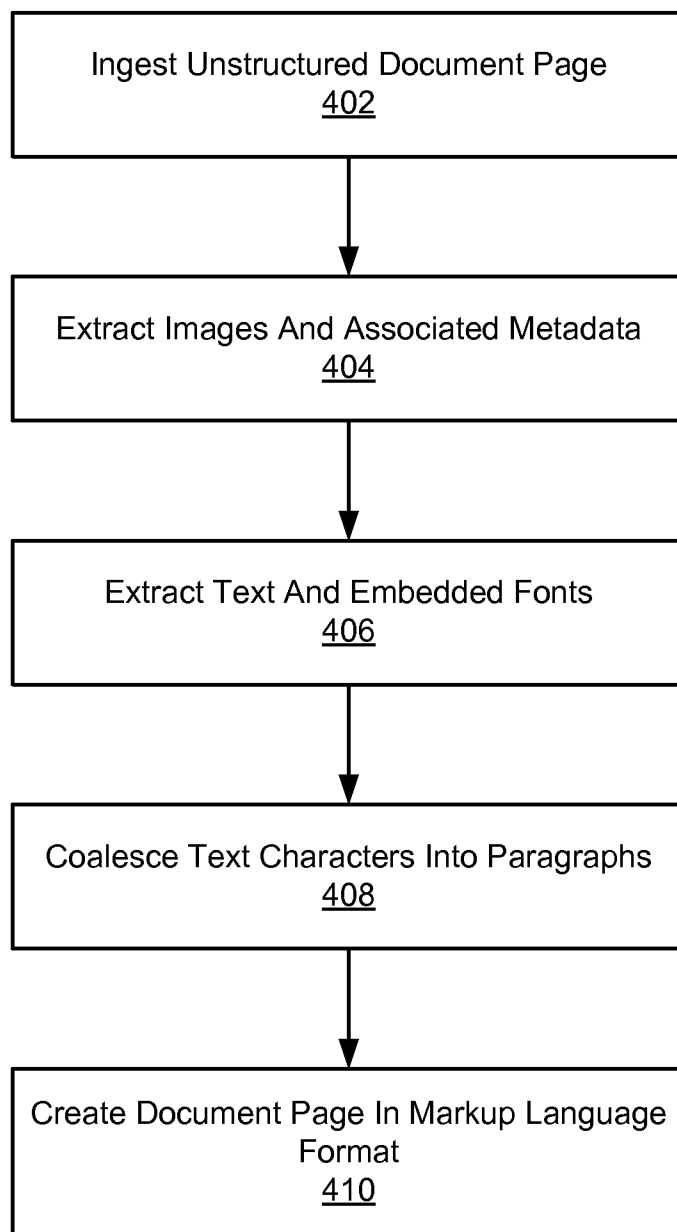 Ingest Unstructured Document Page
402
Extract Images And Associated Metadata
404
Extract Text And Embedded Fonts
406
Coalesce Text Characters Into Paragraphs
408
Create Document Page In Markup Language
Format
410